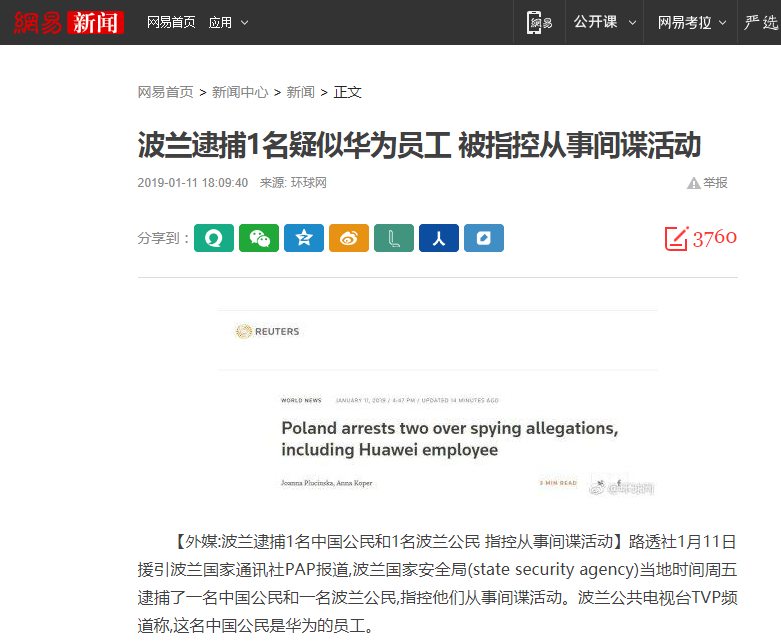 網易 新闻 网易首页 应用 網易 公开课 网易考拉 严选
网易首页 > 新闻中心 > 新闻 > 正文
波兰逮捕1名疑似华为员工 被指控从事间谍活动
2019-01-11 18:09:40 来源: 环球网 举报
分享到： 3760
REUTERS
WORLD NEWS JANUARY 11, 2019 / 4:47 PM / UPDATED 14 MINUTES AGO
Poland arrests two over spying allegations,
including Huawei employee
Joanna Plucinska, Anna Koper 3 MIN READ @环球网
【外媒:波兰逮捕1名中国公民和1名波兰公民 指控从事间谍活动】路透社1月11日
援引波兰国家通讯社PAP报道,波兰国家安全局(state security agency)当地时间周五
逮捕了一名中国公民和一名波兰公民,指控他们从事间谍活动。波兰公共电视台TVP频
道称,这名中国公民是华为的员工。